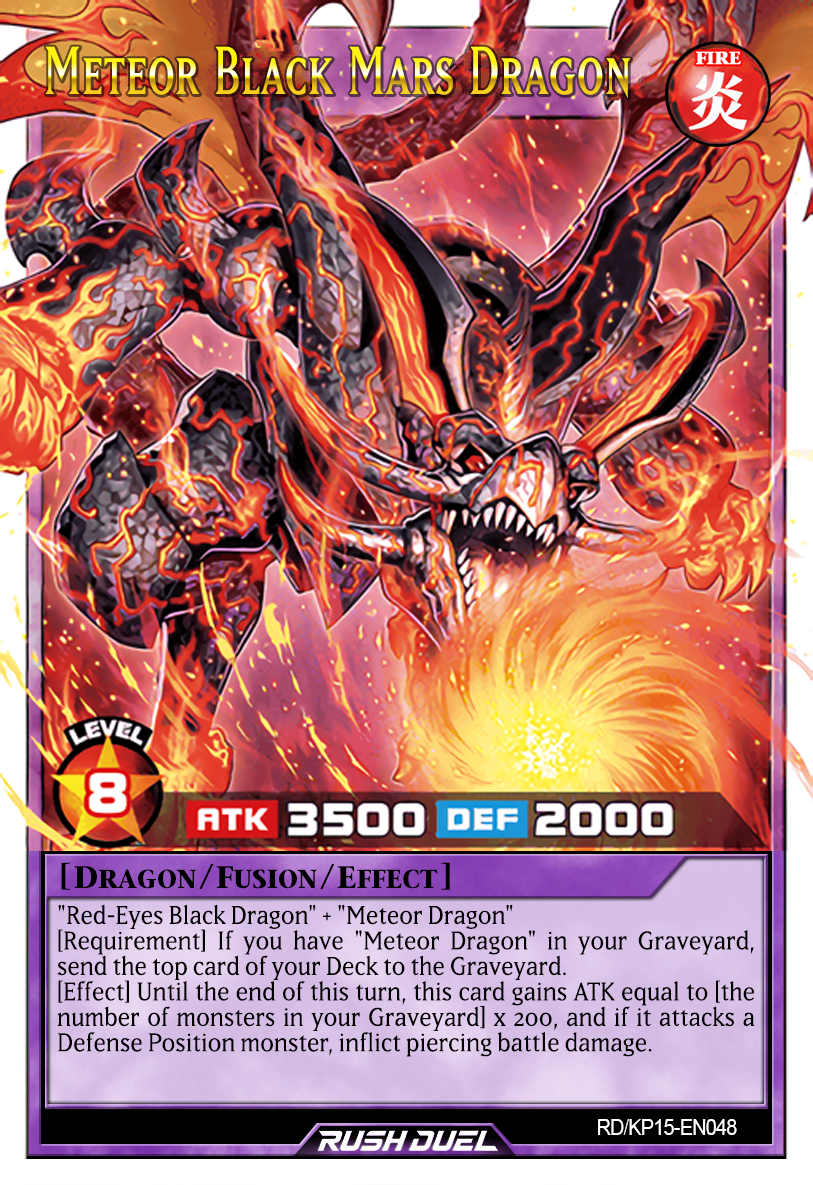 Meteor Black Mars Dragon
FIRE
炎
LEVEL
8
ATK 3500 DEF 2000
[Dragon/Fusion/Effect]
"Red-Eyes Black Dragon" + "Meteor Dragon"
[Requirement] If you have "Meteor Dragon" in your Graveyard,
send the top card of your Deck to the Graveyard.
[Effect] Until the end of this turn, this card gains ATK equal to [the
number of monsters in your Graveyard] x 200, and if it attacks a
Defense Position monster, inflict piercing battle damage.
RD/KP15-EN048
RUSH DUEL